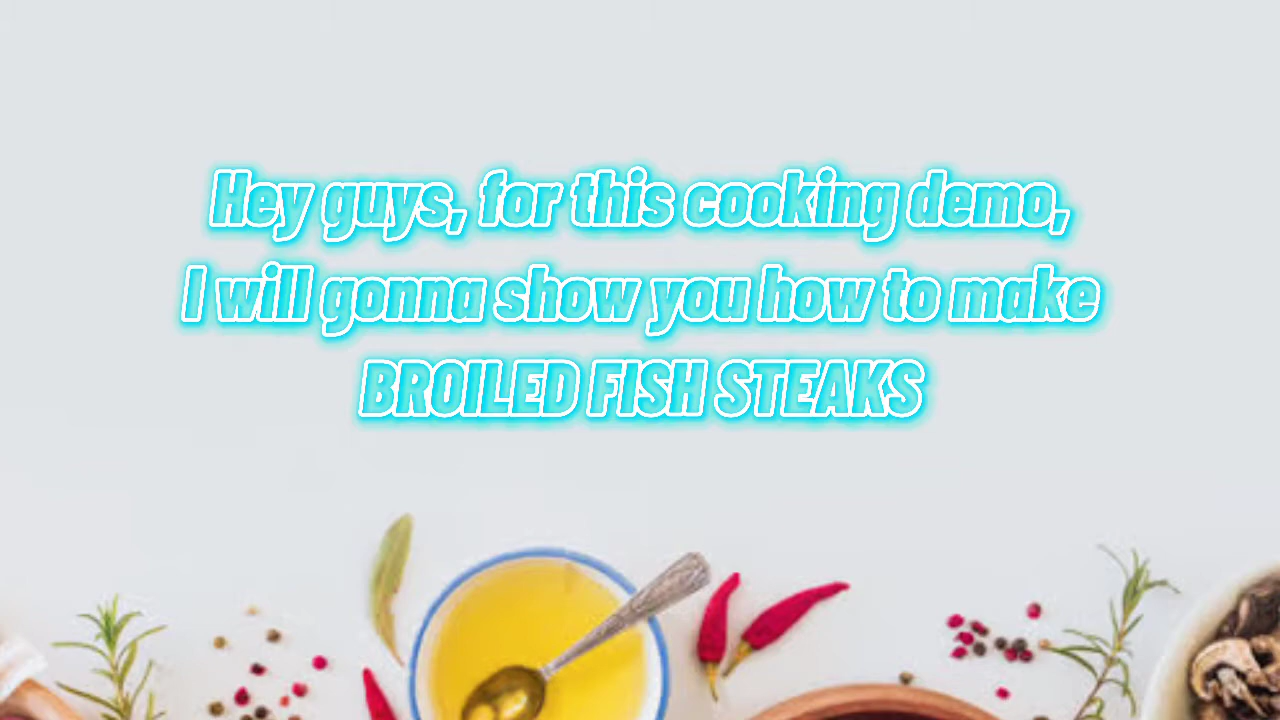 Hey guys, for this cooking demo,
I will gonna show you how to make
BROILED FISH STEAKS